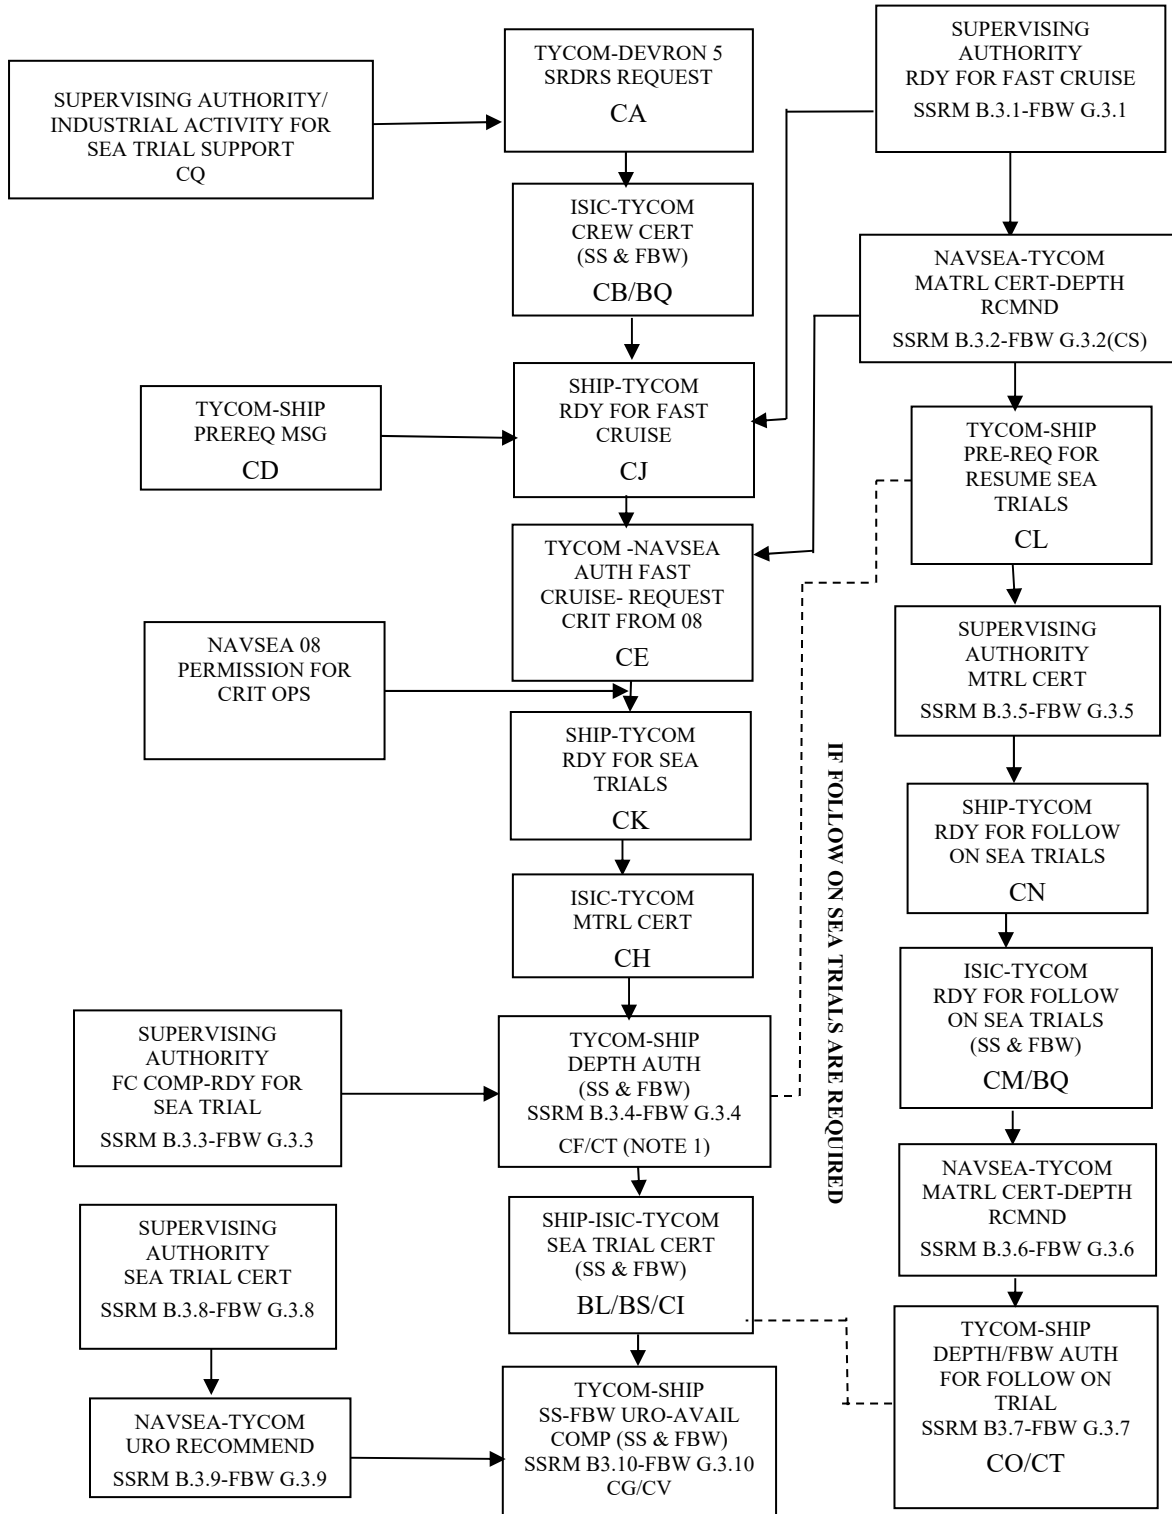 TYCOM-DEVRON 5
SRDRS REQUEST
CA
SUPERVISING
AUTHORITY
RDY FOR FAST CRUISE
SSRM B.3.1-FBW G.3.1
SUPERVISING AUTHORITY/
INDUSTRIAL ACTIVITY FOR
SEA TRIAL SUPPORT
CQ
ISIC-TYCOM
CREW CERT
(SS & FBW)
CB/BQ
NAVSEA-TYCOM
MATRL CERT-DEPTH
RCMND
SSRM B.3.2-FBW G.3.2(CS)
TYCOM-SHIP
PREREQ MSG
CD
SHIP-TYCOM
RDY FOR FAST
CRUISE
CJ
TYCOM-SHIP
PRE-REQ FOR
RESUME SEA
TRIALS
CL
TYCOM -NAVSEA
AUTH FAST
CRUISE- REQUEST
CRIT FROM 08
CE
NAVSEA 08
PERMISSION FOR
CRIT OPS
SUPERVISING
AUTHORITY
MTRL CERT
SSRM B.3.5-FBW G.3.5
SHIP-TYCOM
RDY FOR SEA
TRIALS
CK
IF FOLLOW ON SEA TRIALS ARE REQUIRED
SHIP-TYCOM
RDY FOR FOLLOW
ON SEA TRIALS
CN
ISIC-TYCOM
MTRL CERT
CH
ISIC-TYCOM
RDY FOR FOLLOW
ON SEA TRIALS
(SS & FBW)
CM/BQ
SUPERVISING
AUTHORITY
FC COMP-RDY FOR
SEA TRIAL
SSRM B.3.3-FBW G.3.3
TYCOM-SHIP
DEPTH AUTH
(SS & FBW)
SSRM B.3.4-FBW G.3.4
CF/CT (NOTE 1)
NAVSEA-TYCOM
MATRL CERT-DEPTH
RCMND
SSRM B.3.6-FBW G.3.6
SUPERVISING
AUTHORITY
SEA TRIAL CERT
SSRM B.3.8-FBW G.3.8
SHIP-ISIC-TYCOM
SEA TRIAL CERT
(SS & FBW)
BL/BS/CI
TYCOM-SHIP
DEPTH/FBW AUTH
FOR FOLLOW ON
TRIAL
SSRM B3.7-FBW G.3.7
CO/CT
NAVSEA-TYCOM
URO RECOMMEND
SSRM B.3.9-FBW G.3.9
TYCOM-SHIP
SS-FBW URO-AVAIL
COMP (SS & FBW)
SSRM B3.10-FBW G.3.10
CG/CV